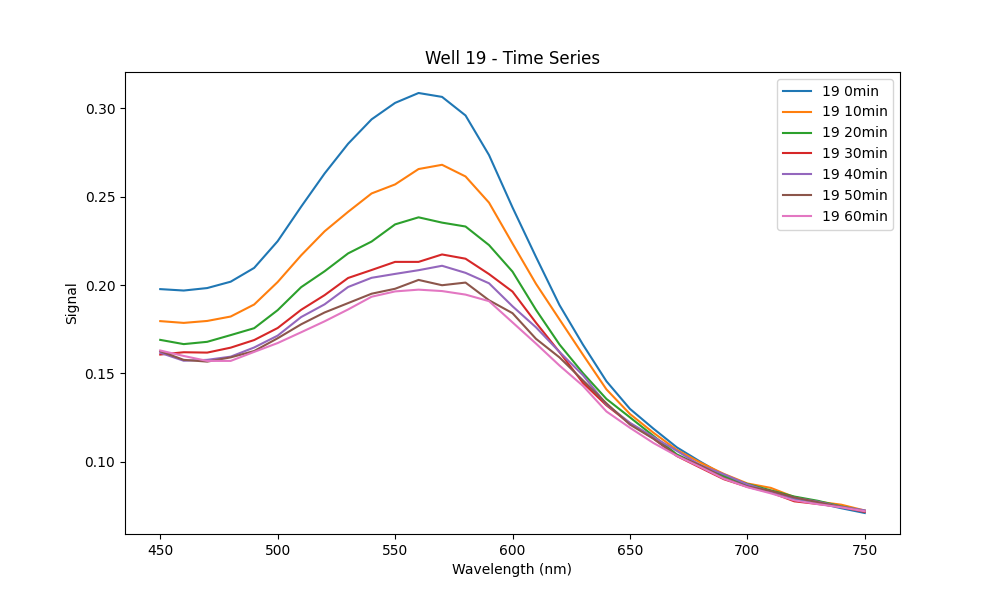 Well 19 - Time Series
19 0min
19 10min
19 20min
19 30min
19 40min
19 50min
19 60min
Signal
0.30
0.25
0.20
0.15
0.10
450 500 550 600 650 700 750
Wavelength (nm)